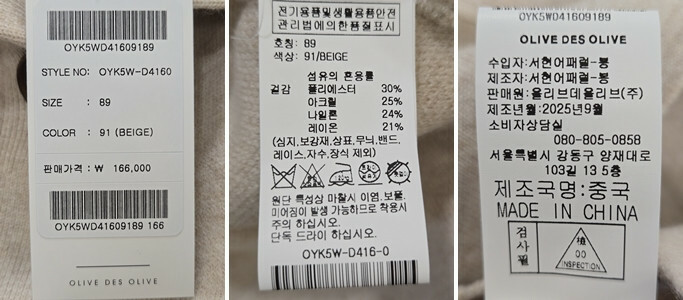 OYK5WD41609189
STYLE NO: OYK5W-D4160
SIZE : 89
COLOR : 91 (BEIGE)
판매가격 : ₩ 166,000
OYK5WD41609189 166
OLIVE DES OLIVE
전기용품및생활용품안전
관리법에의한품질표시
호칭: 89
색상: 91/BEIGE
섬유의 혼용률
겉감 폴리에스터 30%
아크릴 25%
나일론 24%
레이온 21%
(심지,보강재,상표,무늬,밴드,
레이스,자수,장식 제외)
원단 특성상 마찰시 이염,보풀,
미어짐이 발생 가능하므로 착용시
주의 하십시오.
단독 드라이 하십시오.
OYK5W-D416-0
OYK5WD41609189
OLIVE DES OLIVE
수입자:서현어패럴-봉
제조자:서현어패럴-봉
판매원:올리브데올리브(주)
제조년월:2025년9월
소비자상담실
080-805-0858
서울특별시 강동구 양재대로
103길 13 5층
제조국명:중국
MADE IN CHINA
검사필
00
INSPECTION